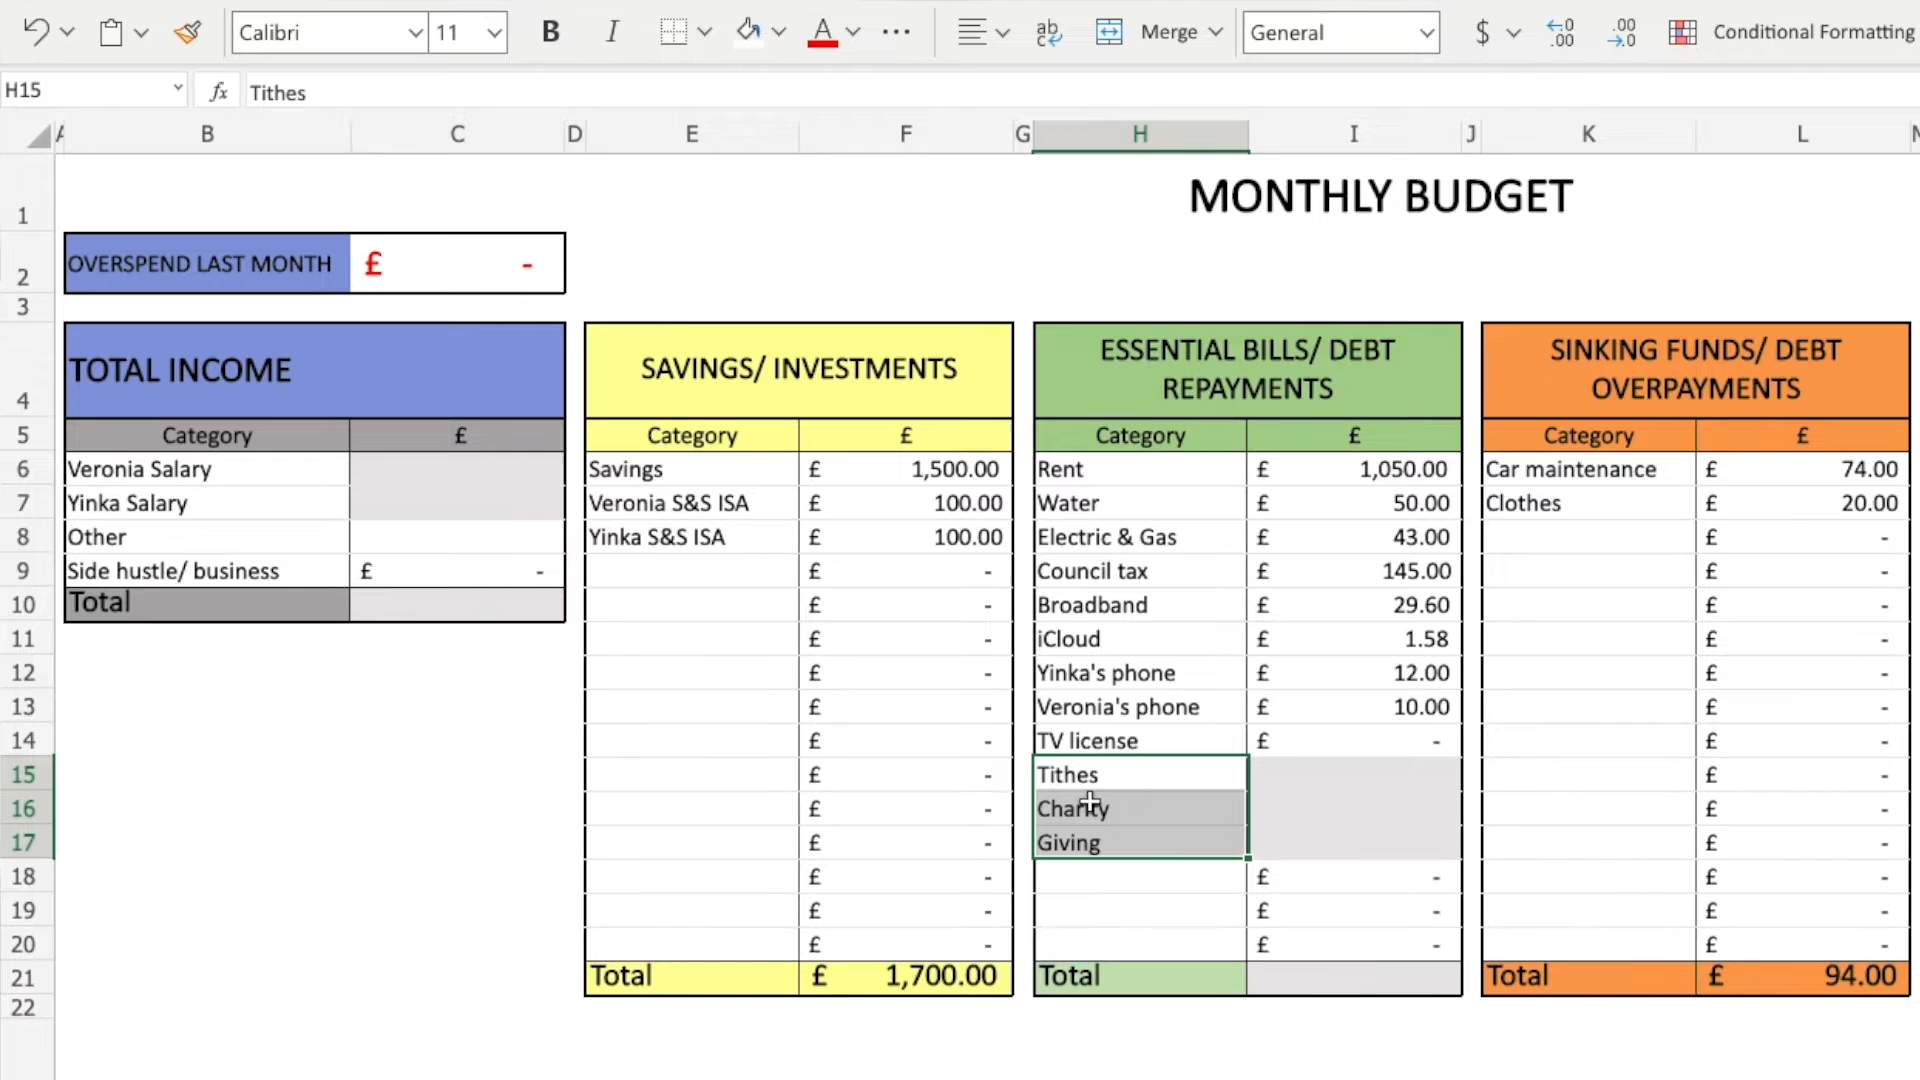 Calibri 11 B I A ab c Merge General $ ←0 .00 .00 →0 Conditional Formatting
H15 fx Tithes
A B C D E F G H I J K L
1 MONTHLY BUDGET
2 OVERSPEND LAST MONTH £ -
3
4 TOTAL INCOME SAVINGS/ INVESTMENTS ESSENTIAL BILLS/ DEBT REPAYMENTS SINKING FUNDS/ DEBT OVERPAYMENTS
5 Category £ Category £ Category £ Category £
6 Veronia Salary Savings £ 1,500.00 Rent £ 1,050.00 Car maintenance £ 74.00
7 Yinka Salary Veronia S&S ISA £ 100.00 Water £ 50.00 Clothes £ 20.00
8 Other Yinka S&S ISA £ 100.00 Electric & Gas £ 43.00 £ -
9 Side hustle/ business £ - £ - Council tax £ 145.00 £ -
10 Total £ - Broadband £ 29.60 £ -
11 £ - iCloud £ 1.58 £ -
12 £ - Yinka's phone £ 12.00 £ -
13 £ - Veronia's phone £ 10.00 £ -
14 £ - TV license £ - £ -
15 £ - Tithes £ -
16 £ - Charity £ -
17 £ - Giving £ -
18 £ - £ - £ -
19 £ - £ - £ -
20 £ - £ - £ -
21 Total £ 1,700.00 Total Total £ 94.00
22